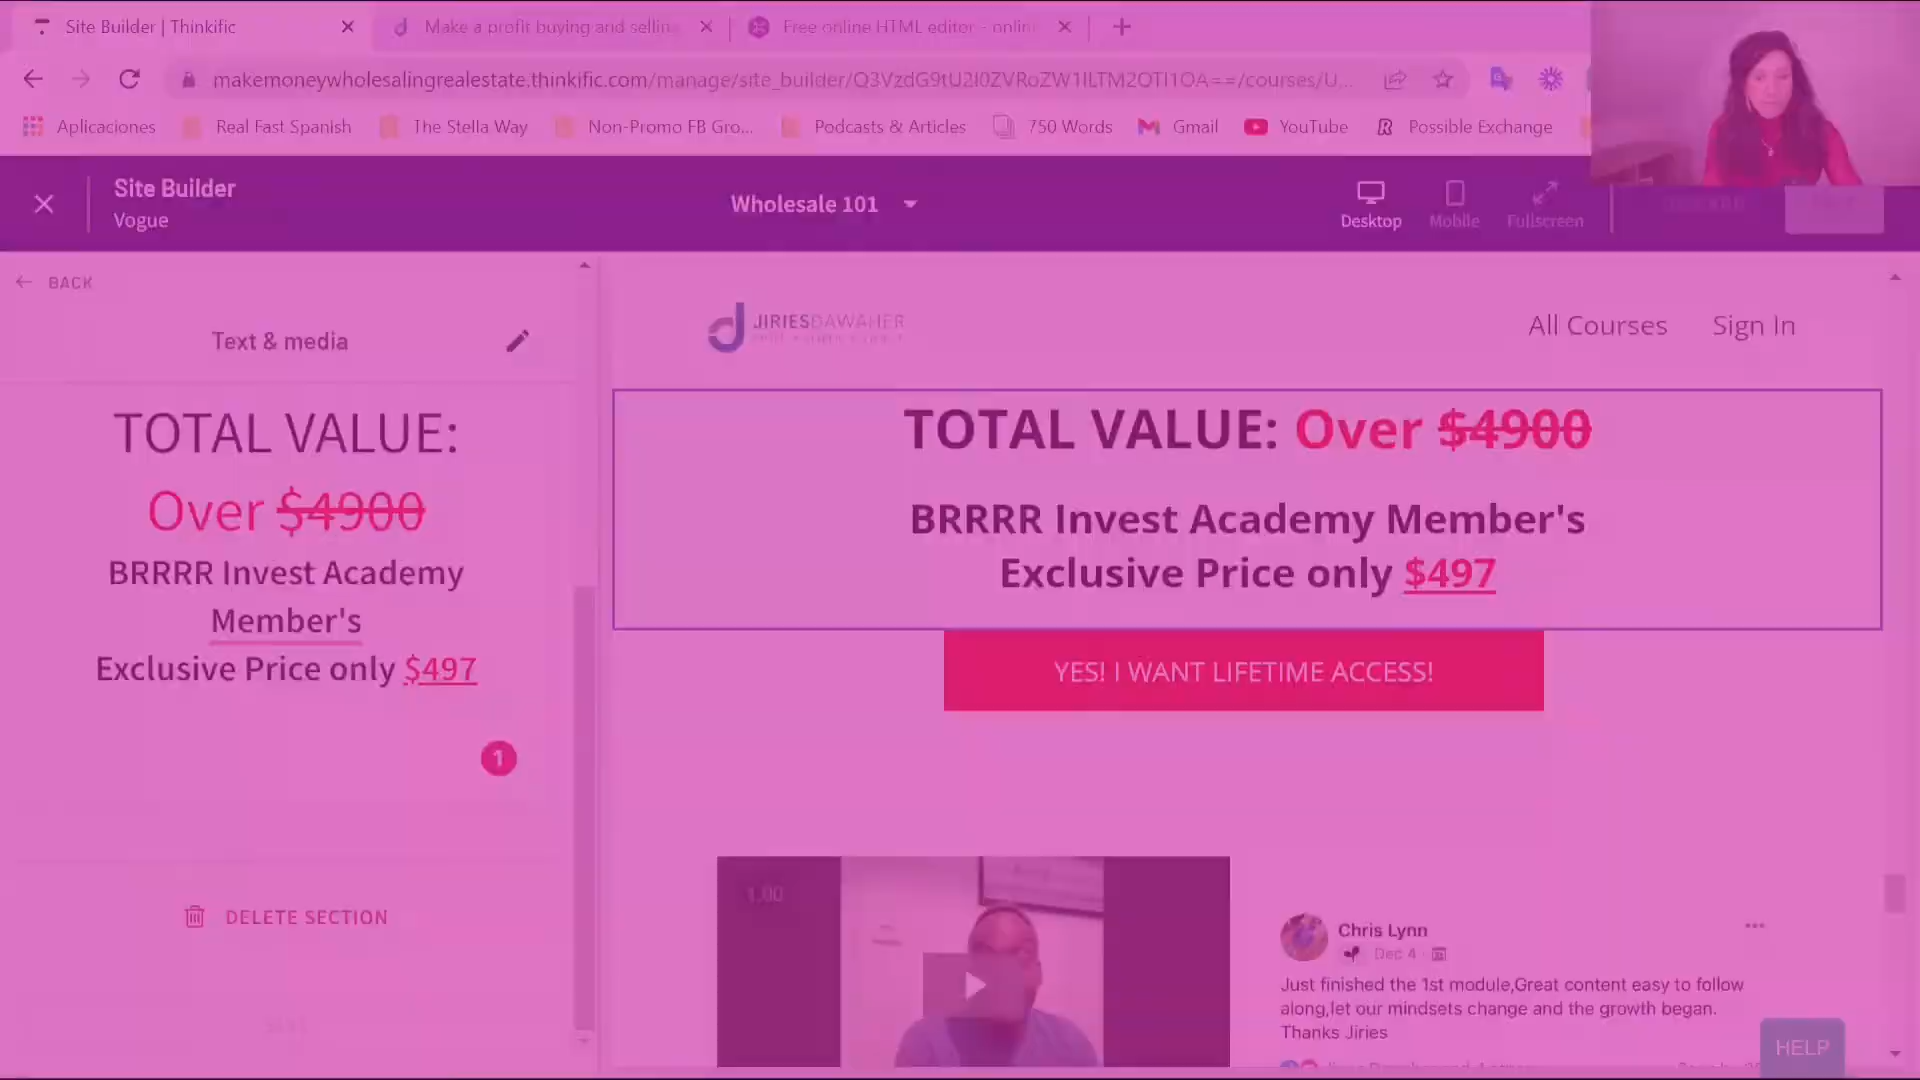 Site Builder | Thinkific
Make a profit buying and sellin
Free online HTML editor - onlin
makemoneywholesalingrealestate.thinkific.com/manage/site_builder/Q3VzdG9tU2l0ZVRoZW1lLTM2OTI1OA==/courses/U...
Aplicaciones
Real Fast Spanish
The Stella Way
Non-Promo FB Gro...
Podcasts & Articles
750 Words
Gmail
YouTube
Possible Exchange
Site Builder
Vogue
Wholesale 101
Desktop
Mobile
Fullscreen
BACK
Text & media
TOTAL VALUE:
Over $4900
BRRRR Invest Academy
Member's
Exclusive Price only $497
1
DELETE SECTION
JIRIESDAWAHER
All Courses
Sign In
TOTAL VALUE: Over $4900
BRRRR Invest Academy Member's
Exclusive Price only $497
YES! I WANT LIFETIME ACCESS!
1.00
Chris Lynn
Dec 4
Just finished the 1st module,Great content easy to follow
along,let our mindsets change and the growth began.
Thanks Jiries
HELP